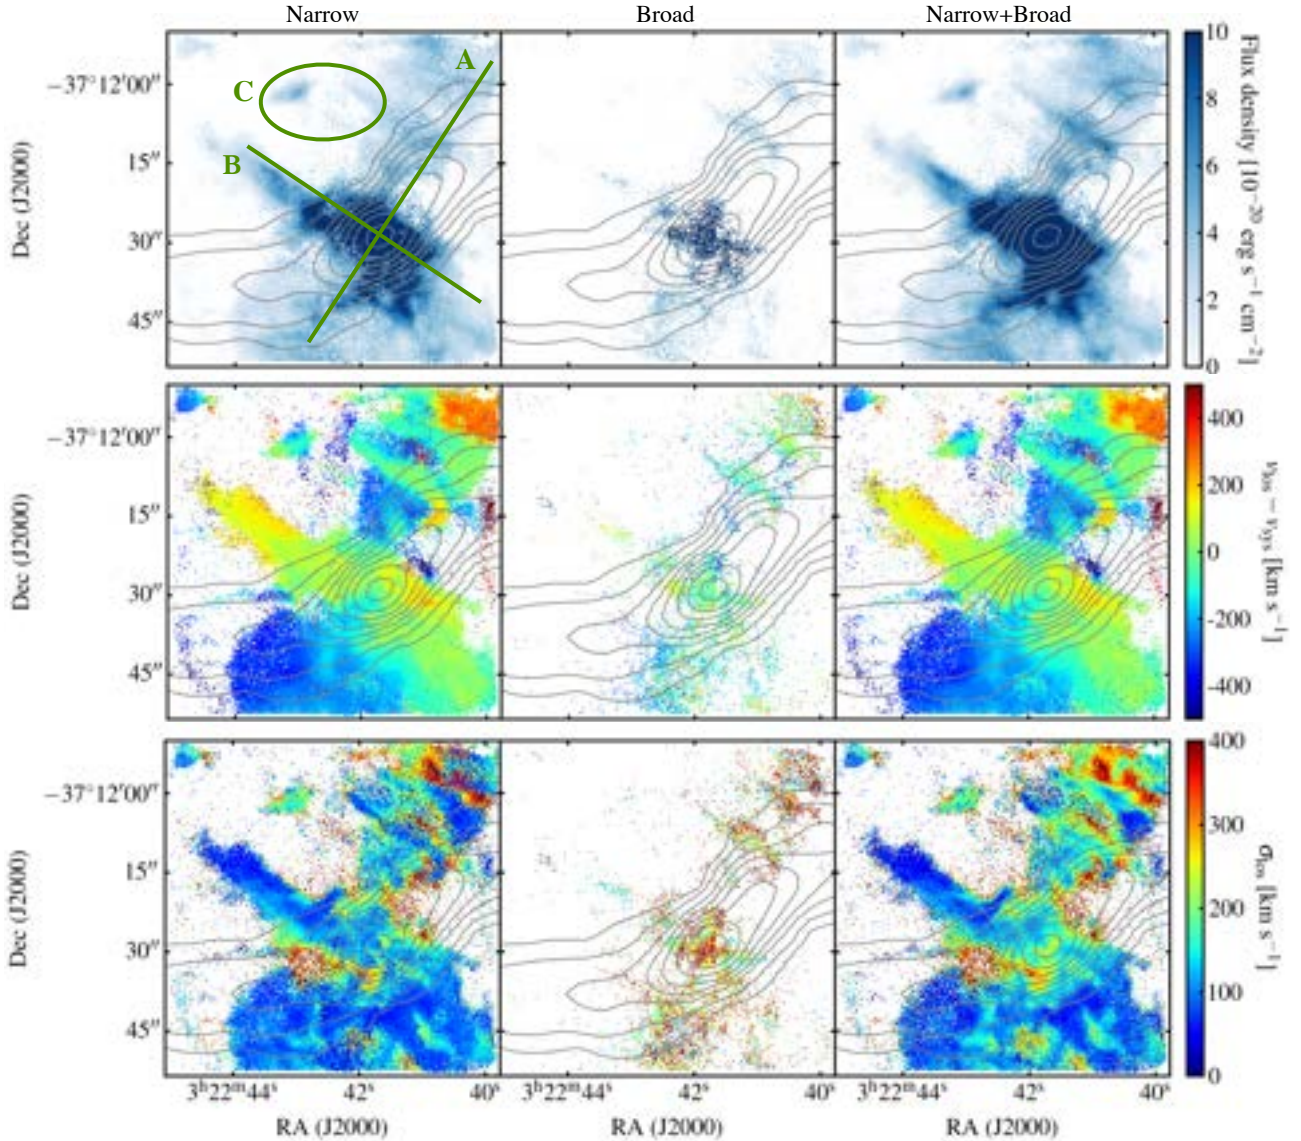 Narrow Broad Narrow+Broad
A
C
B
−37°12′00″
15″
30″
45″
Dec (J2000)
10
8
6
4
2
0
Flux density [10⁻²⁰ erg s⁻¹ cm⁻²]
−37°12′00″
15″
30″
45″
Dec (J2000)
400
200
0
-200
-400
v_los − v_sys [km s⁻¹]
−37°12′00″
15″
30″
45″
Dec (J2000)
400
300
200
100
0
σ_los [km s⁻¹]
3ʰ22ᵐ44ˢ 42ˢ 40ˢ 3ʰ22ᵐ44ˢ 42ˢ 3ʰ22ᵐ44ˢ 42ˢ 40ˢ
RA (J2000) RA (J2000) RA (J2000)